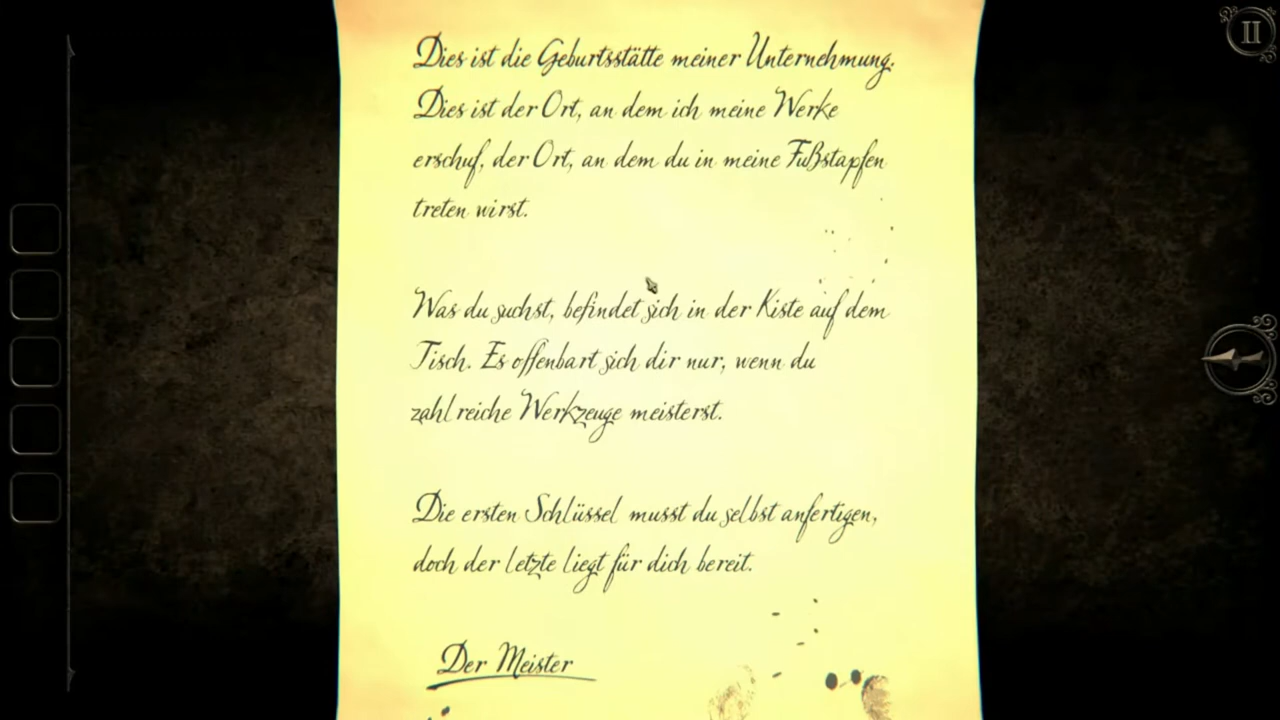 Dies ist die Geburtsstätte meiner Unternehmung.
Dies ist der Ort, an dem ich meine Werke
erschuf, der Ort, an dem du in meine Fußstapfen
treten wirst.
Was du suchst, befindet sich in der Kiste auf dem
Tisch. Es offenbart sich dir nur, wenn du
zahlreiche Werkzeuge meisterst.
Die ersten Schlüssel musst du selbst anfertigen,
doch der letzte liegt für dich bereit.
Der Meister